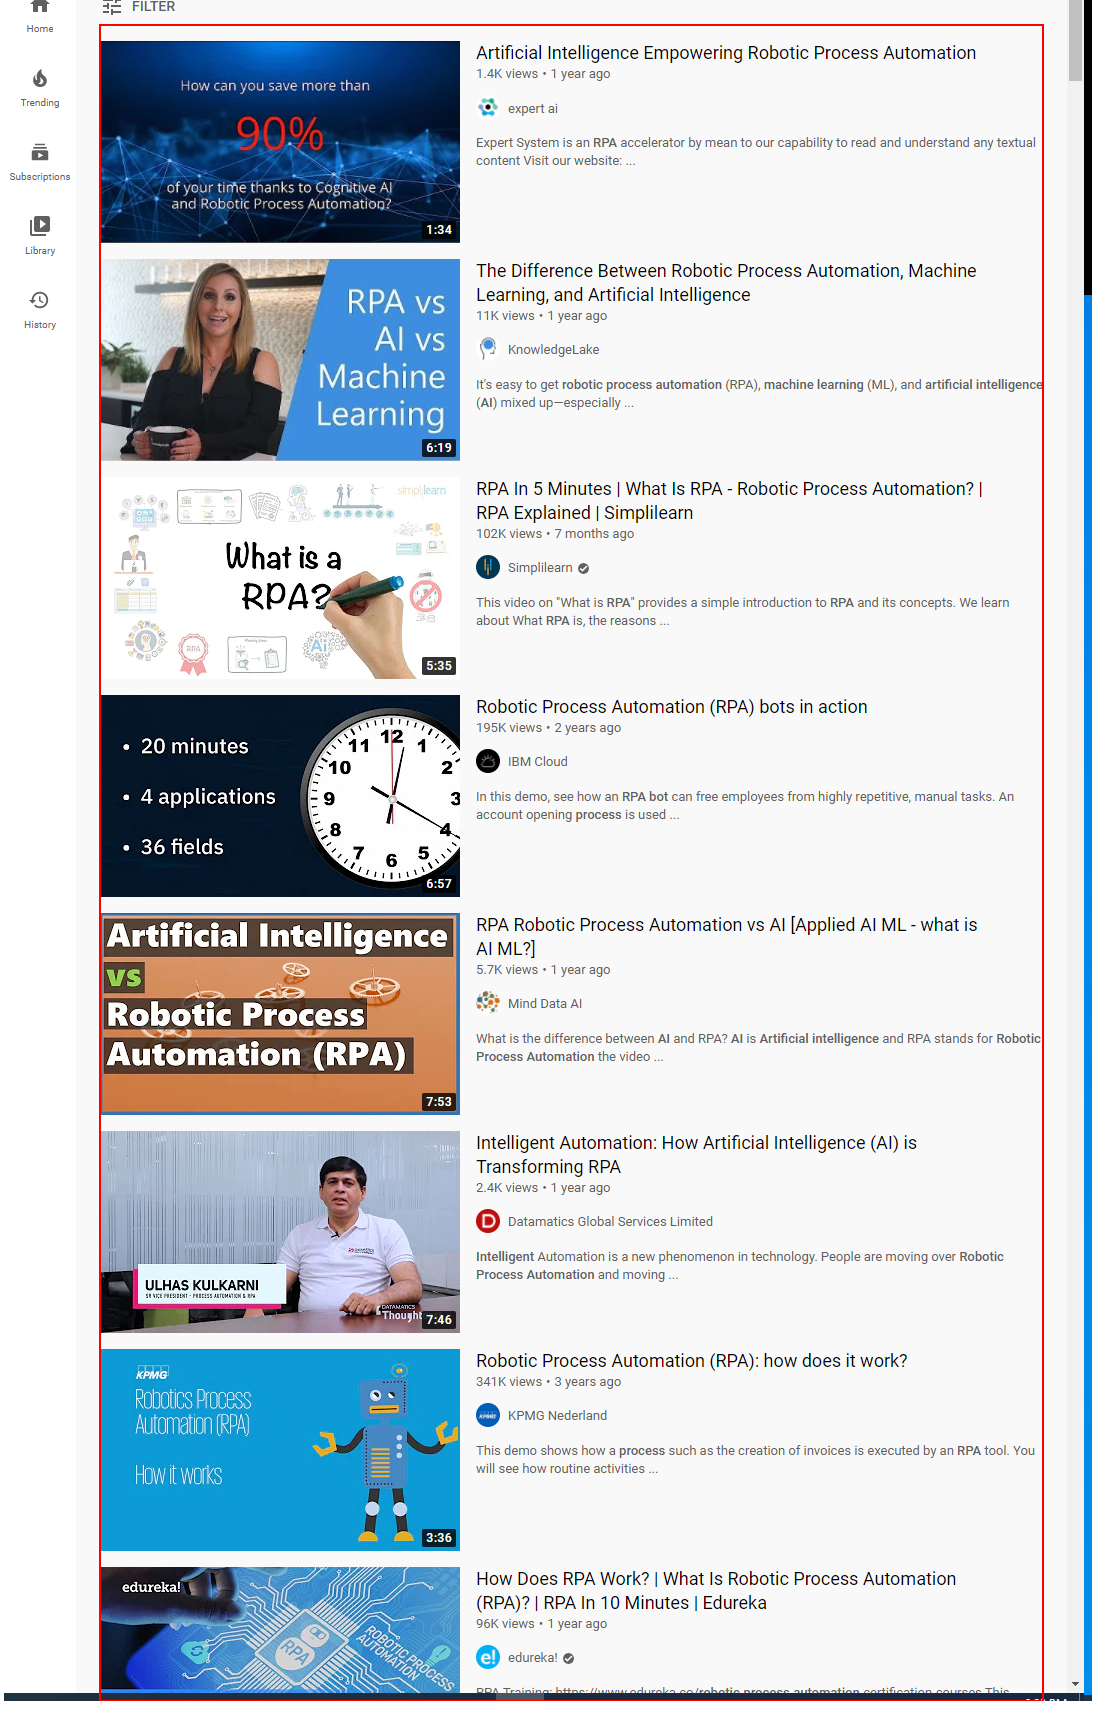 FILTER
Home
Trending
Subscriptions
Library
History
How can you save more than
90%
of your time thanks to Cognitive AI
and Robotic Process Automation?
1:34
Artificial Intelligence Empowering Robotic Process Automation
1.4K views • 1 year ago
expert ai
Expert System is an RPA accelerator by mean to our capability to read and understand any textual
content Visit our website: ...
RPA vs
AI vs
Machine
Learning
6:19
The Difference Between Robotic Process Automation, Machine
Learning, and Artificial Intelligence
11K views • 1 year ago
KnowledgeLake
It's easy to get robotic process automation (RPA), machine learning (ML), and artificial intelligence
(AI) mixed up—especially ...
simplilearn
What is a
RPA?
RPA
Ai
5:35
RPA In 5 Minutes | What Is RPA - Robotic Process Automation? |
RPA Explained | Simplilearn
102K views • 7 months ago
Simplilearn
This video on "What is RPA" provides a simple introduction to RPA and its concepts. We learn
about What RPA is, the reasons ...
• 20 minutes
• 4 applications
• 36 fields
12
1
2
3
4
5
6
7
8
9
10
11
6:57
Robotic Process Automation (RPA) bots in action
195K views • 2 years ago
IBM Cloud
In this demo, see how an RPA bot can free employees from highly repetitive, manual tasks. An
account opening process is used ...
Artificial Intelligence
vs
Robotic Process
Automation (RPA)
7:53
RPA Robotic Process Automation vs AI [Applied AI ML - what is
AI ML?]
5.7K views • 1 year ago
Mind Data AI
What is the difference between AI and RPA? AI is Artificial intelligence and RPA stands for Robotic
Process Automation the video ...
ULHAS KULKARNI
SR VICE PRESIDENT - PROCESS AUTOMATION & RPA
DATAMATICS
Thought
7:46
Intelligent Automation: How Artificial Intelligence (AI) is
Transforming RPA
2.4K views • 1 year ago
D
Datamatics Global Services Limited
Intelligent Automation is a new phenomenon in technology. People are moving over Robotic
Process Automation and moving ...
KPMG
Robotics Process
Automation (RPA)
How it works
3:36
Robotic Process Automation (RPA): how does it work?
341K views • 3 years ago
KPMG
KPMG Nederland
This demo shows how a process such as the creation of invoices is executed by an RPA tool. You
will see how routine activities ...
edureka!
RPA
ROBOTIC PROCESS
AUTOMATION
How Does RPA Work? | What Is Robotic Process Automation
(RPA)? | RPA In 10 Minutes | Edureka
96K views • 1 year ago
e!
edureka!
RPA Training: https://www.edureka.co/robotic-process-automation-certification-courses This